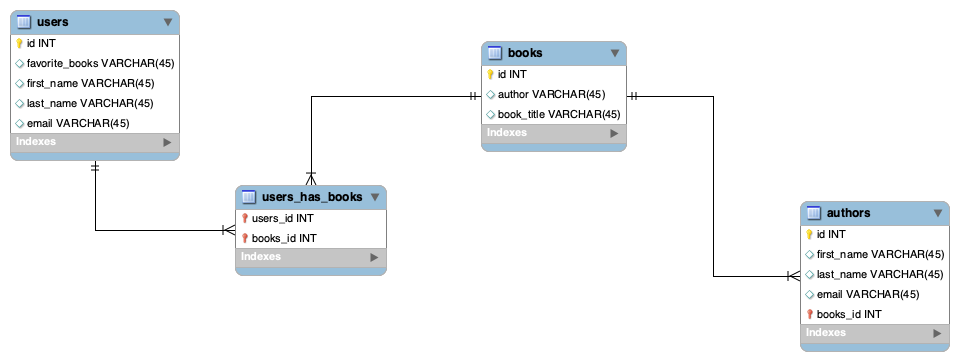 users
id INT
favorite_books VARCHAR(45)
first_name VARCHAR(45)
last_name VARCHAR(45)
email VARCHAR(45)
Indexes
books
id INT
author VARCHAR(45)
book_title VARCHAR(45)
Indexes
users_has_books
users_id INT
books_id INT
Indexes
authors
id INT
first_name VARCHAR(45)
last_name VARCHAR(45)
email VARCHAR(45)
books_id INT
Indexes